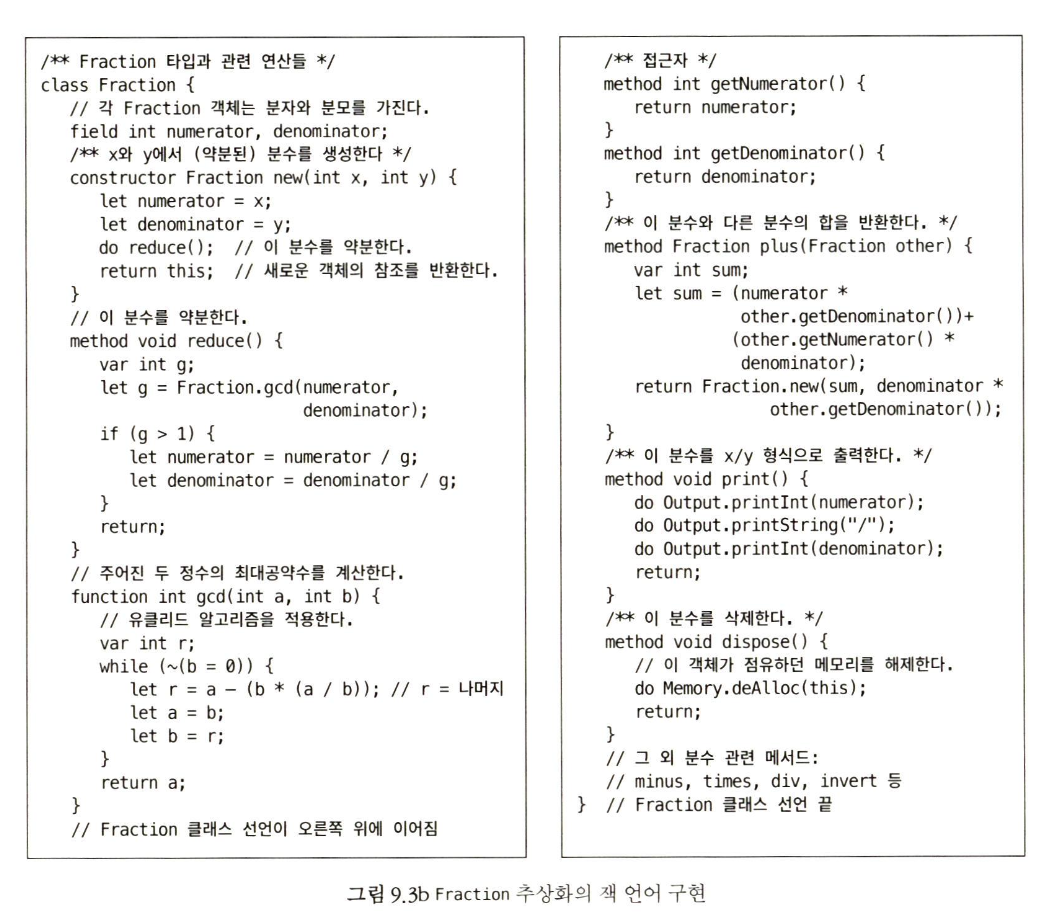 /** Fraction 타입과 관련 연산들 */
class Fraction {
// 각 Fraction 객체는 분자와 분모를 가진다.
field int numerator, denominator;
/** x와 y에서 (약분된) 분수를 생성한다 */
constructor Fraction new(int x, int y) {
let numerator = x;
let denominator = y;
do reduce(); // 이 분수를 약분한다.
return this; // 새로운 객체의 참조를 반환한다.
}
// 이 분수를 약분한다.
method void reduce() {
var int g;
let g = Fraction.gcd(numerator,
denominator);
if (g > 1) {
let numerator = numerator / g;
let denominator = denominator / g;
}
return;
}
// 주어진 두 정수의 최대공약수를 계산한다.
function int gcd(int a, int b) {
// 유클리드 알고리즘을 적용한다.
var int r;
while (~(b = 0)) {
let r = a – (b * (a / b)); // r = 나머지
let a = b;
let b = r;
}
return a;
}
// Fraction 클래스 선언이 오른쪽 위에 이어짐
/** 접근자 */
method int getNumerator() {
return numerator;
}
method int getDenominator() {
return denominator;
}
/** 이 분수와 다른 분수의 합을 반환한다. */
method Fraction plus(Fraction other) {
var int sum;
let sum = (numerator *
other.getDenominator())+
(other.getNumerator() *
denominator);
return Fraction.new(sum, denominator *
other.getDenominator());
}
/** 이 분수를 x/y 형식으로 출력한다. */
method void print() {
do Output.printInt(numerator);
do Output.printString("/");
do Output.printInt(denominator);
return;
}
/** 이 분수를 삭제한다. */
method void dispose() {
// 이 객체가 점유하던 메모리를 해제한다.
do Memory.deAlloc(this);
return;
}
// 그 외 분수 관련 메서드:
// minus, times, div, invert 등
} // Fraction 클래스 선언 끝
그림 9.3b Fraction 추상화의 잭 언어 구현